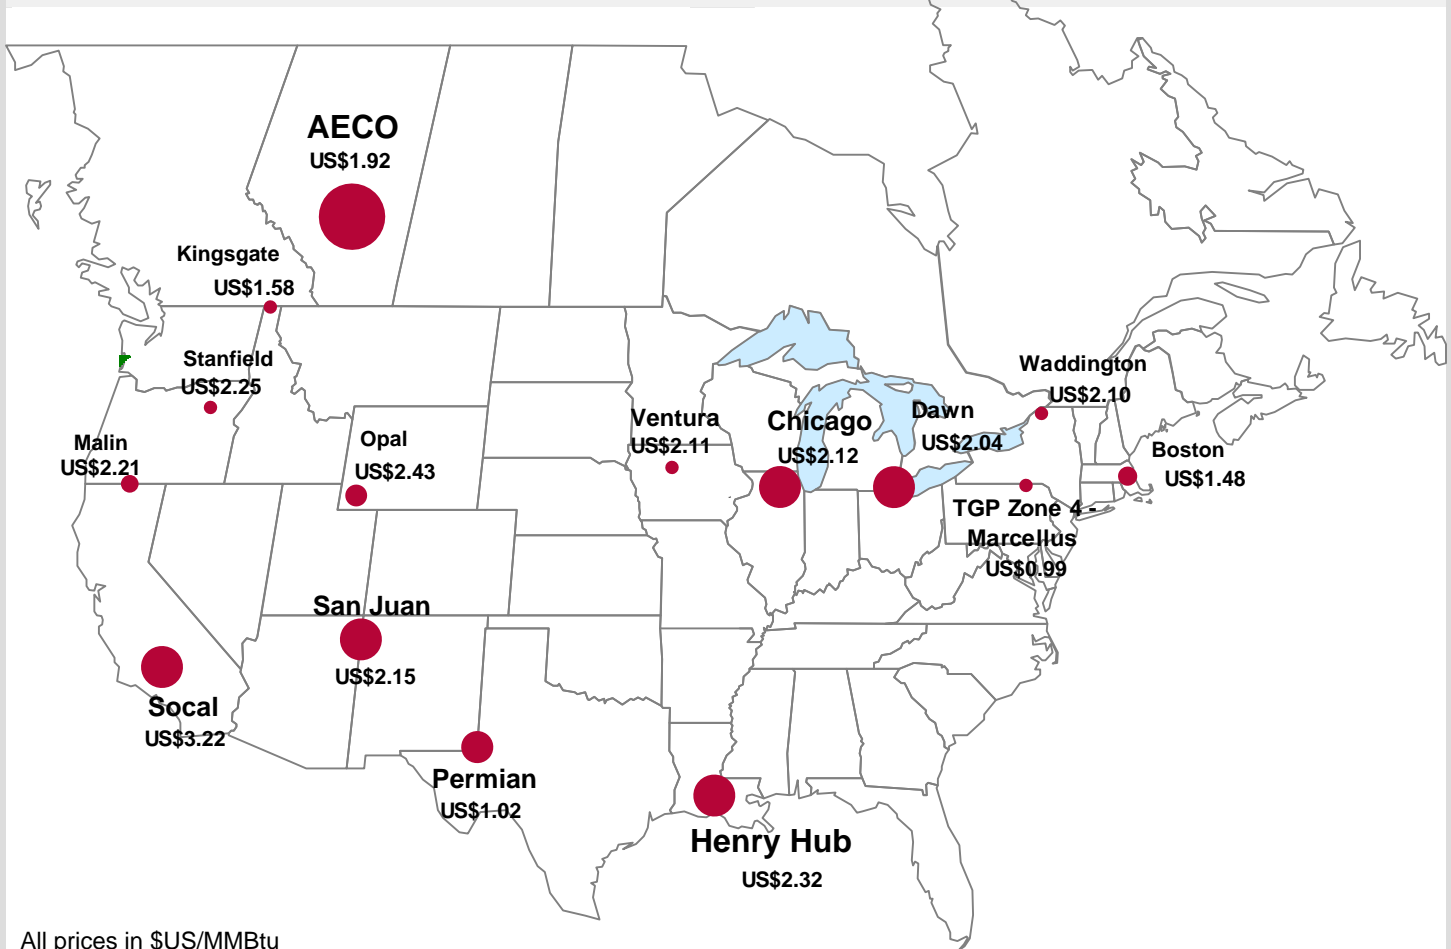 AECO
US$1.92
Kingsgate
US$1.58
Stanfield
US$2.25
Malin
US$2.21
Opal
US$2.43
Ventura
US$2.11
Chicago
US$2.12
Dawn
US$2.04
Waddington
US$2.10
Boston
US$1.48
TGP Zone 4 -
Marcellus
US$0.99
San Juan
US$2.15
Socal
US$3.22
Permian
US$1.02
Henry Hub
US$2.32
All prices in $US/MMBtu